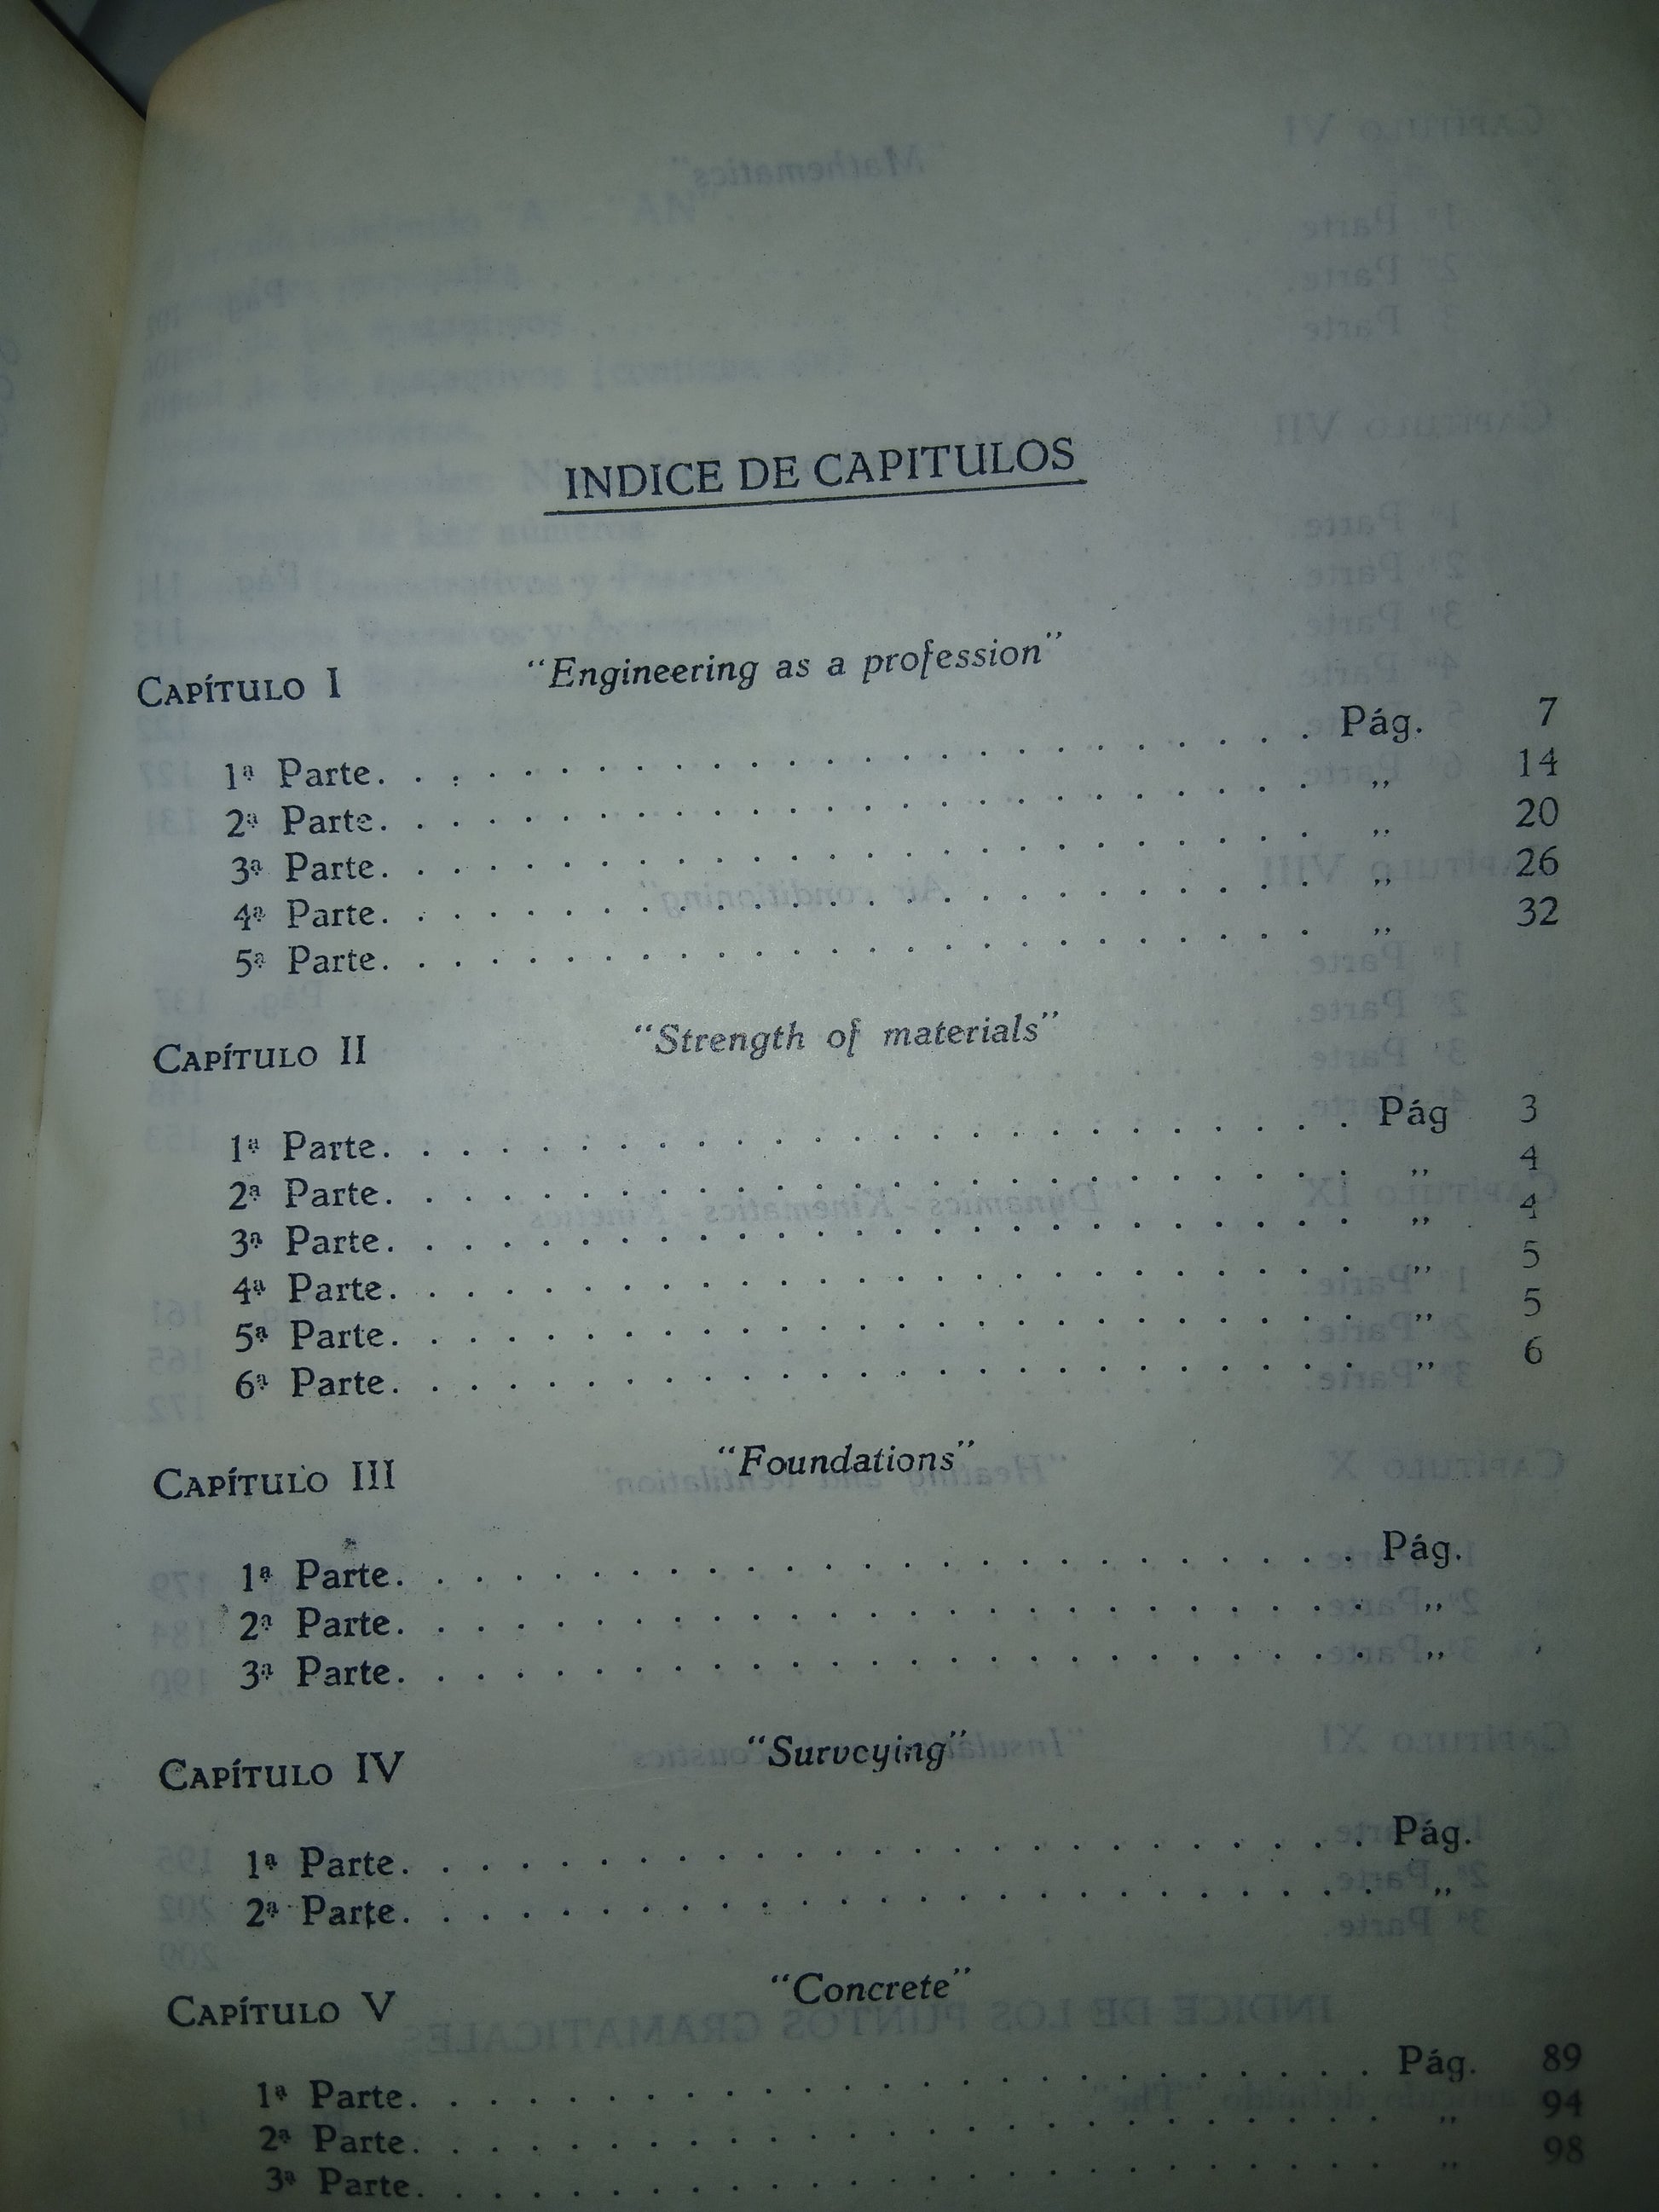 INDICE DE CAPITULOS
CAPÍTULO I "Engineering as a profession"
1ª Parte. . . . . . . . . . . . . . . . . . . . . . . . Pág. 7
2ª Parte. . . . . . . . . . . . . . . . . . . . . . . . ,, 14
3ª Parte. . . . . . . . . . . . . . . . . . . . . . . . ,, 20
4ª Parte. . . . . . . . . . . . . . . . . . . . . . . . ,, 26
5ª Parte. . . . . . . . . . . . . . . . . . . . . . . . ,, 32
CAPÍTULO II "Strength of materials"
1ª Parte. . . . . . . . . . . . . . . . . . . . . . . . Pág 3
2ª Parte. . . . . . . . . . . . . . . . . . . . . . . . ,, 4
3ª Parte. . . . . . . . . . . . . . . . . . . . . . . . ,, 4
4ª Parte. . . . . . . . . . . . . . . . . . . . . . . . ,, 5
5ª Parte. . . . . . . . . . . . . . . . . . . . . . . . ,, 5
6ª Parte. . . . . . . . . . . . . . . . . . . . . . . . ,, 6
CAPÍTULO III "Foundations"
1ª Parte. . . . . . . . . . . . . . . . . . . . . . . . Pág.
2ª Parte. . . . . . . . . . . . . . . . . . . . . . . . ,,
3ª Parte. . . . . . . . . . . . . . . . . . . . . . . . ,,
CAPÍTULO IV "Surveying"
1ª Parte. . . . . . . . . . . . . . . . . . . . . . . . Pág.
2ª Parte. . . . . . . . . . . . . . . . . . . . . . . . ,,
CAPÍTULO V "Concrete"
1ª Parte. . . . . . . . . . . . . . . . . . . . . . . . Pág. 89
2ª Parte. . . . . . . . . . . . . . . . . . . . . . . . ,, 94
3ª Parte. . . . . . . . . . . . . . . . . . . . . . . . ,, 98